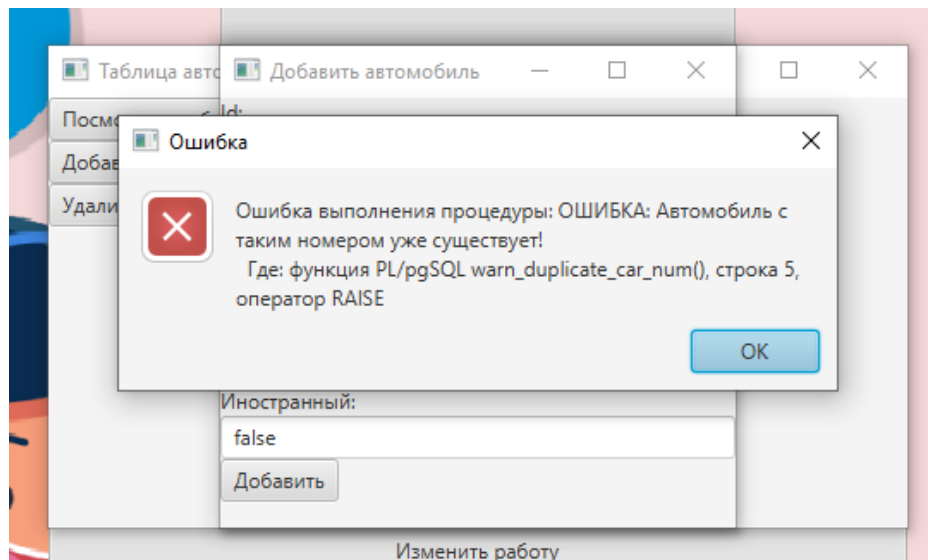 Таблица авто
Добавить автомобиль
Id:
Посмо
Добав
Удали
Ошибка
Ошибка выполнения процедуры: ОШИБКА: Автомобиль с
таким номером уже существует!
Где: функция PL/pgSQL warn_duplicate_car_num(), строка 5,
оператор RAISE
OK
Иностранный:
false
Добавить
Изменить работу